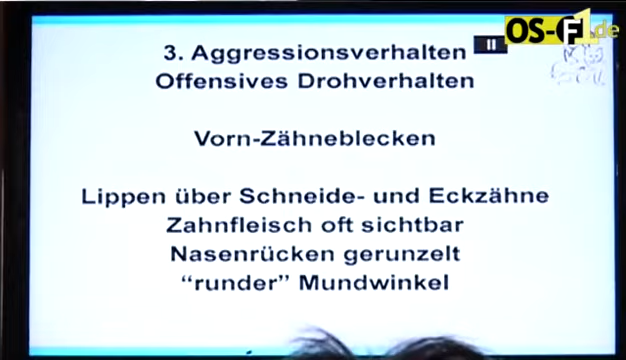 OS-F1.de
3. Aggressionsverhalten
Offensives Drohverhalten
Vorn-Zähneblecken
Lippen über Schneide- und Eckzähne
Zahnfleisch oft sichtbar
Nasenrücken gerunzelt
“runder” Mundwinkel